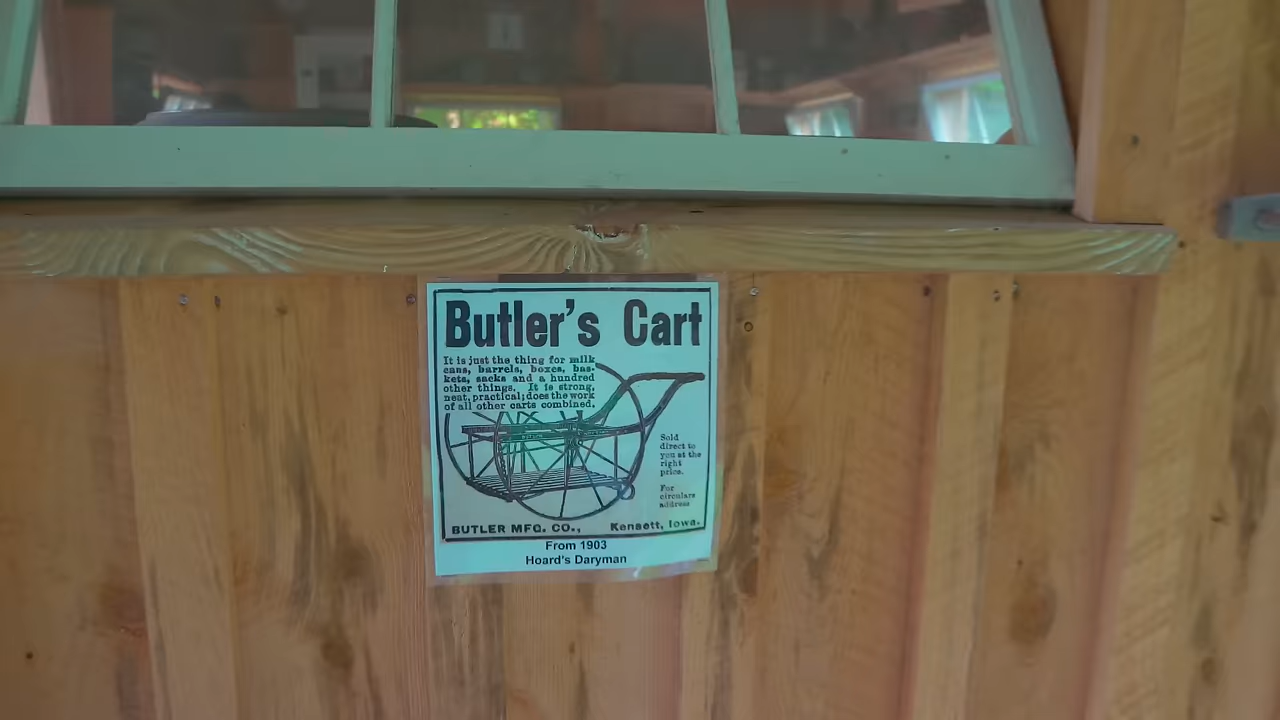 Butler's Cart
It is just the thing for milk
cans, barrels, boxes, bas-
kets, sacks and a hundred
other things. It is strong,
neat, practical; does the work
of all other carts combined.
Sold
direct to
you at the
right
price.
For
circulars
address
BUTLER MFG. CO., Kensett, Iowa.
From 1903
Hoard's Daryman